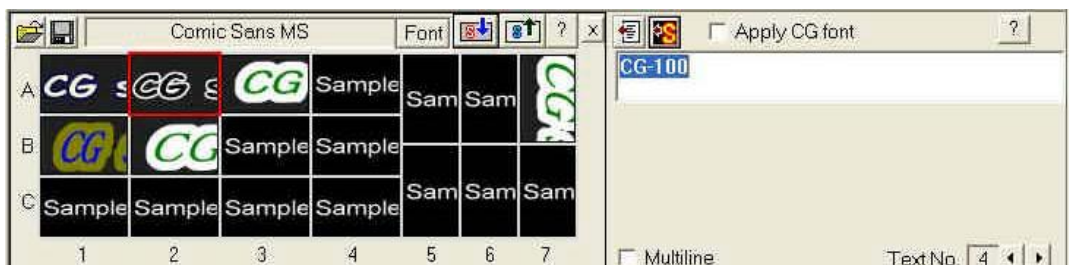 Comic Sans MS Font ? x Apply CG font ?
CG-100
A CG s CG S CG Sample Sam Sam CG
B CG CG Sample Sample
C Sample Sample Sample Sample Sam Sam Sam
1 2 3 4 5 6 7
Multiline Text No. 4